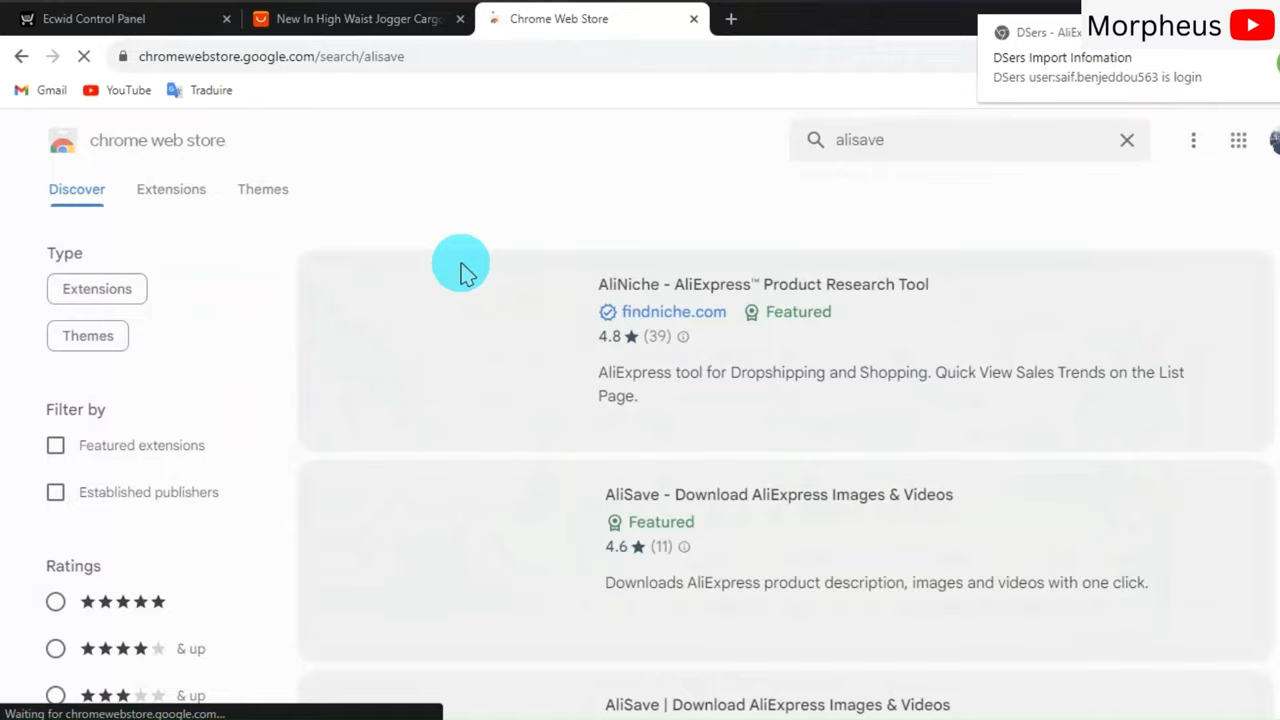 Ecwid Control Panel
New In High Waist Jogger Cargo
Chrome Web Store
Morpheus
DSers - AliEx
DSers Import Infomation
DSers user:saif.benjeddou563 is login
chromewebstore.google.com/search/alisave
Gmail
YouTube
Traduire
chrome web store
alisave
Discover
Extensions
Themes
Type
Extensions
Themes
Filter by
Featured extensions
Established publishers
Ratings
& up
& up
AliNiche - AliExpress™ Product Research Tool
findniche.com Featured
4.8 ★ (39)
AliExpress tool for Dropshipping and Shopping. Quick View Sales Trends on the List
Page.
AliSave - Download AliExpress Images & Videos
Featured
4.6 ★ (11)
Downloads AliExpress product description, images and videos with one click.
AliSave | Download AliExpress Images & Videos
Waiting for chromewebstore.google.com...